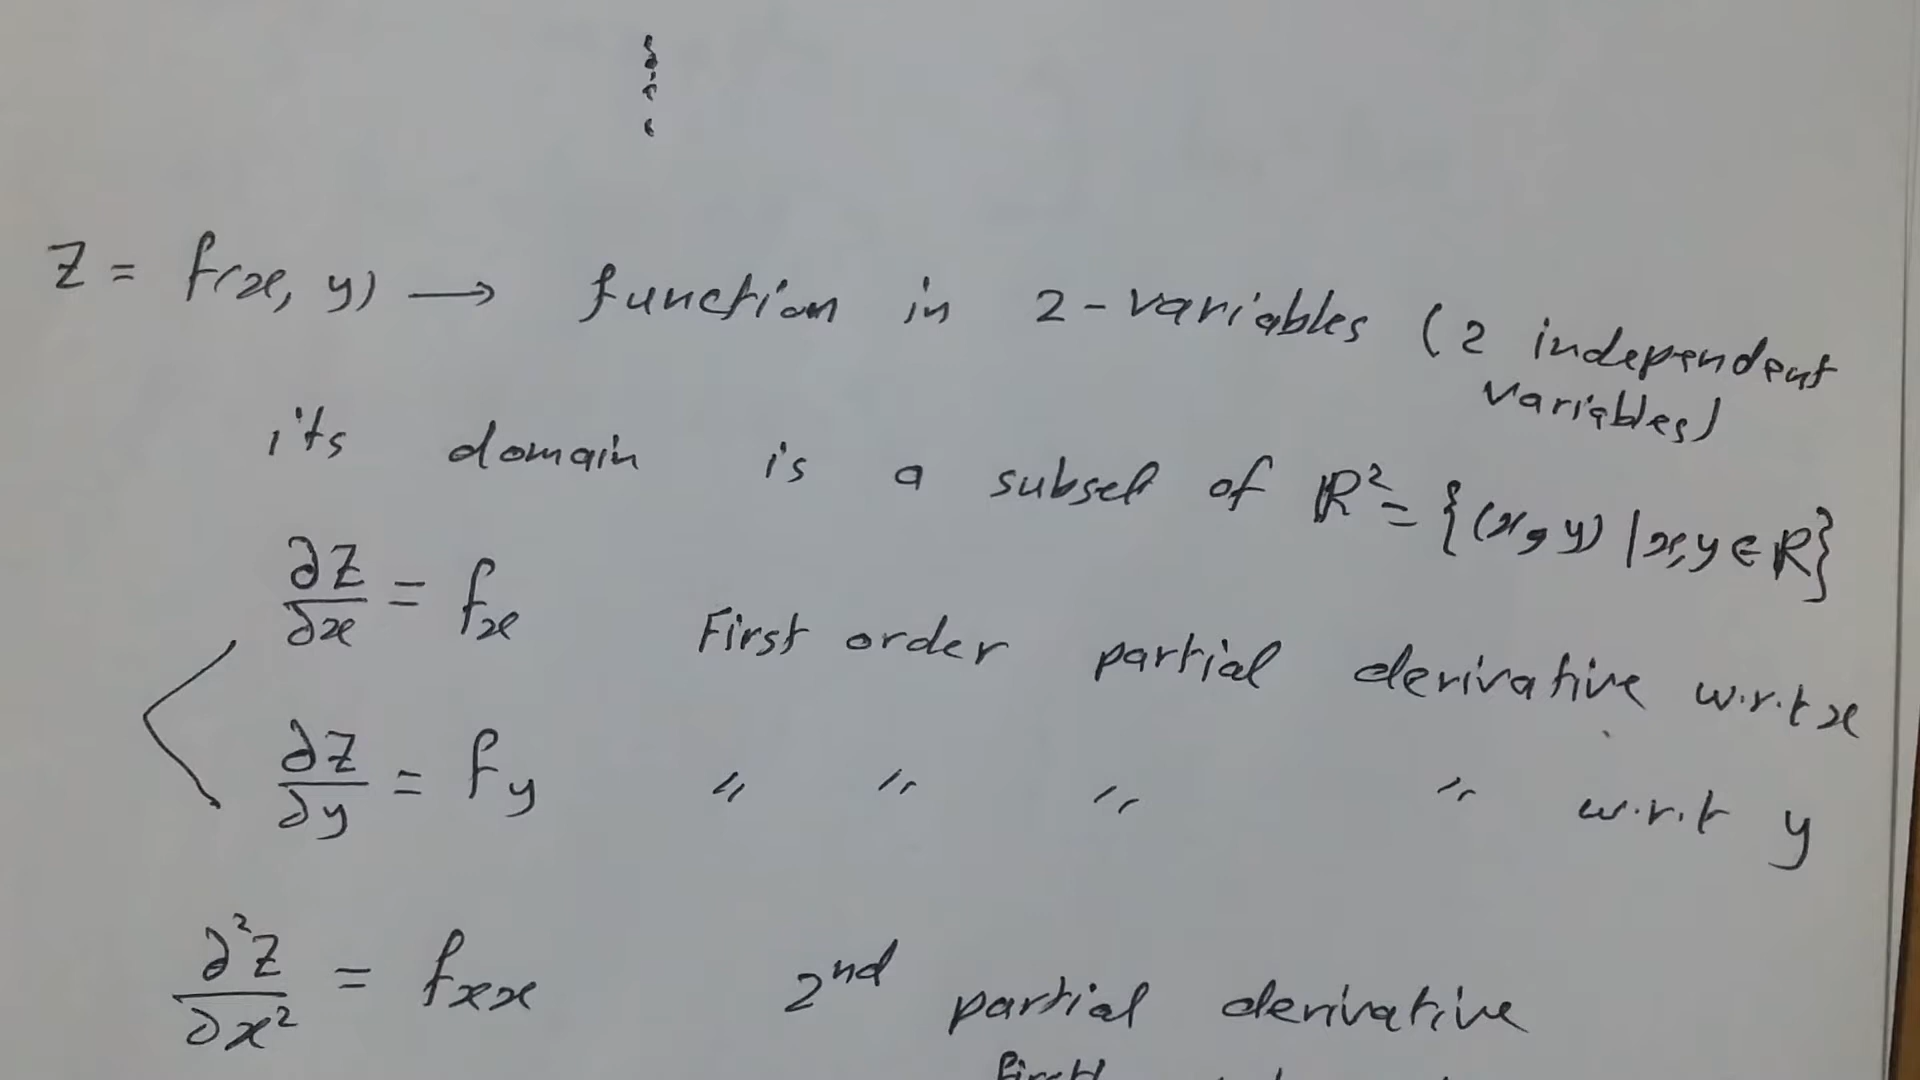 Z = f(x, y) → function in 2-variables (2 independent
variables)
its domain is a subset of ℝ² = {(x, y) | x, y ∈ ℝ}
∂Z/∂x = fx First order partial derivative w.r.t x
∂Z/∂y = fy " " " " w.r.t y
∂²Z/∂x² = fxx 2nd partial derivative